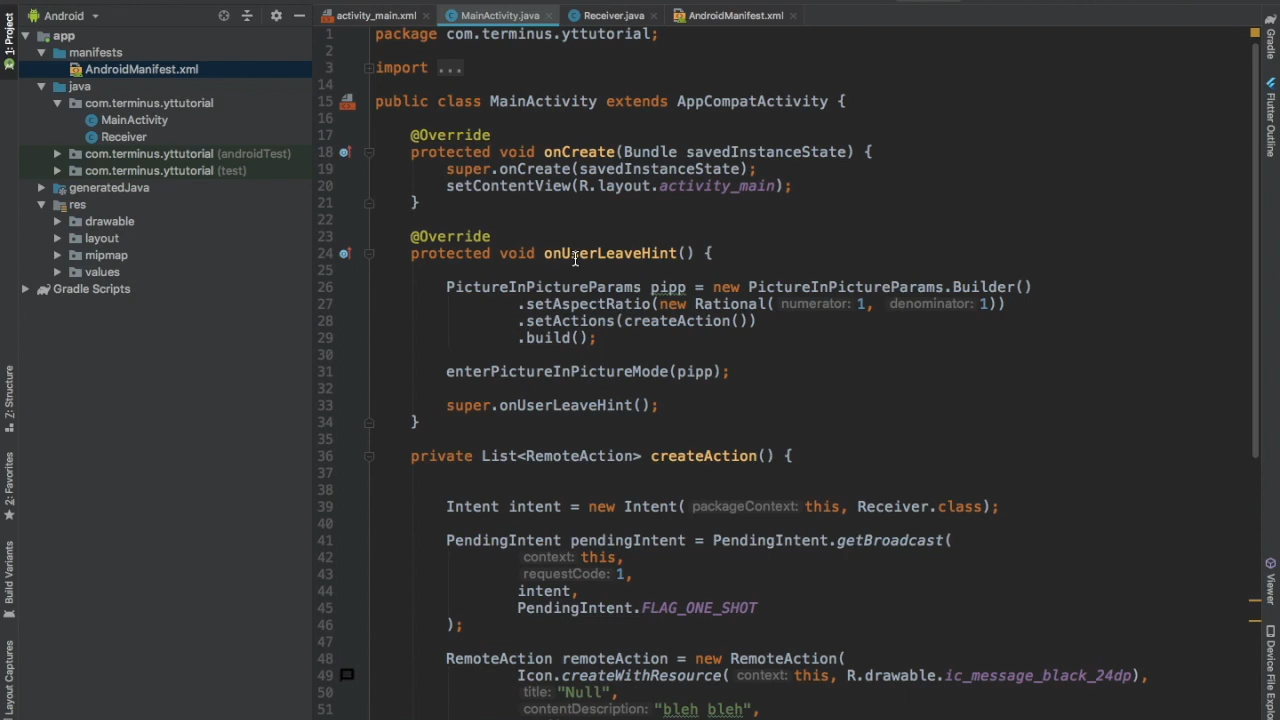 Android
activity_main.xml
MainActivity.java
Receiver.java
AndroidManifest.xml
1: Project
app
manifests
AndroidManifest.xml
java
com.terminus.yttutorial
MainActivity
Receiver
com.terminus.yttutorial (androidTest)
com.terminus.yttutorial (test)
generatedJava
res
drawable
layout
mipmap
values
Gradle Scripts
Z: Structure
2: Favorites
Build Variants
Layout Captures
1 package com.terminus.yttutorial;
2
3 import ...
14
15 public class MainActivity extends AppCompatActivity {
16
17 @Override
18 protected void onCreate(Bundle savedInstanceState) {
19 super.onCreate(savedInstanceState);
20 setContentView(R.layout.activity_main);
21 }
22
23 @Override
24 protected void onUserLeaveHint() {
25
26 PictureInPictureParams pipp = new PictureInPictureParams.Builder()
27 .setAspectRatio(new Rational( numerator: 1, denominator: 1))
28 .setActions(createAction())
29 .build();
30
31 enterPictureInPictureMode(pipp);
32
33 super.onUserLeaveHint();
34 }
35
36 private List<RemoteAction> createAction() {
37
38
39 Intent intent = new Intent( packageContext: this, Receiver.class);
40
41 PendingIntent pendingIntent = PendingIntent.getBroadcast(
42 context: this,
43 requestCode: 1,
44 intent,
45 PendingIntent.FLAG_ONE_SHOT
46 );
47
48 RemoteAction remoteAction = new RemoteAction(
49 Icon.createWithResource( context: this, R.drawable.ic_message_black_24dp),
50 title: "Null",
51 contentDescription: "bleh bleh",
Gradle
Flutter Outline
Viewer
Device File Explo